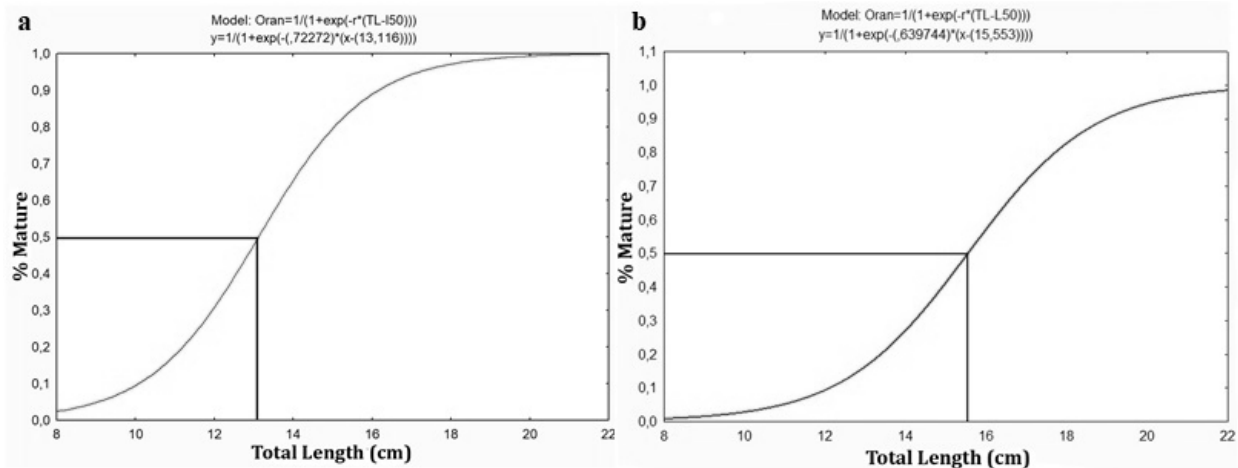 a
Model: Oran=1/(1+exp(-r*(TL-I50)))
y=1/(1+exp(-(,72272)*(x-(13,116))))
1,0
0,9
0,8
0,7
0,6
0,5
0,4
0,3
0,2
0,1
0,0
% Mature
8 10 12 14 16 18 20 22
Total Length (cm)
b
Model: Oran=1/(1+exp(-r*(TL-L50)))
y=1/(1+exp(-(,639744)*(x-(15,553))))
1,1
1,0
0,9
0,8
0,7
0,6
0,5
0,4
0,3
0,2
0,1
0,0
% Mature
8 10 12 14 16 18 20 22
Total Length (cm)